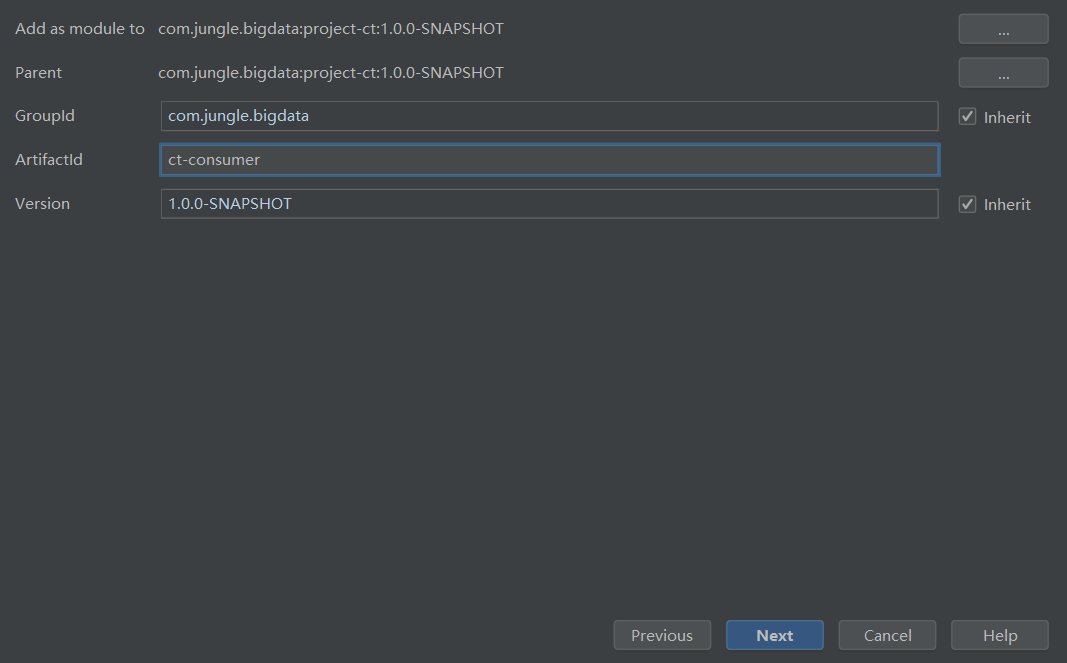 Add as module to com.jungle.bigdata:project-ct:1.0.0-SNAPSHOT ...
Parent com.jungle.bigdata:project-ct:1.0.0-SNAPSHOT ...
GroupId com.jungle.bigdata Inherit
ArtifactId ct-consumer
Version 1.0.0-SNAPSHOT Inherit
Previous Next Cancel Help